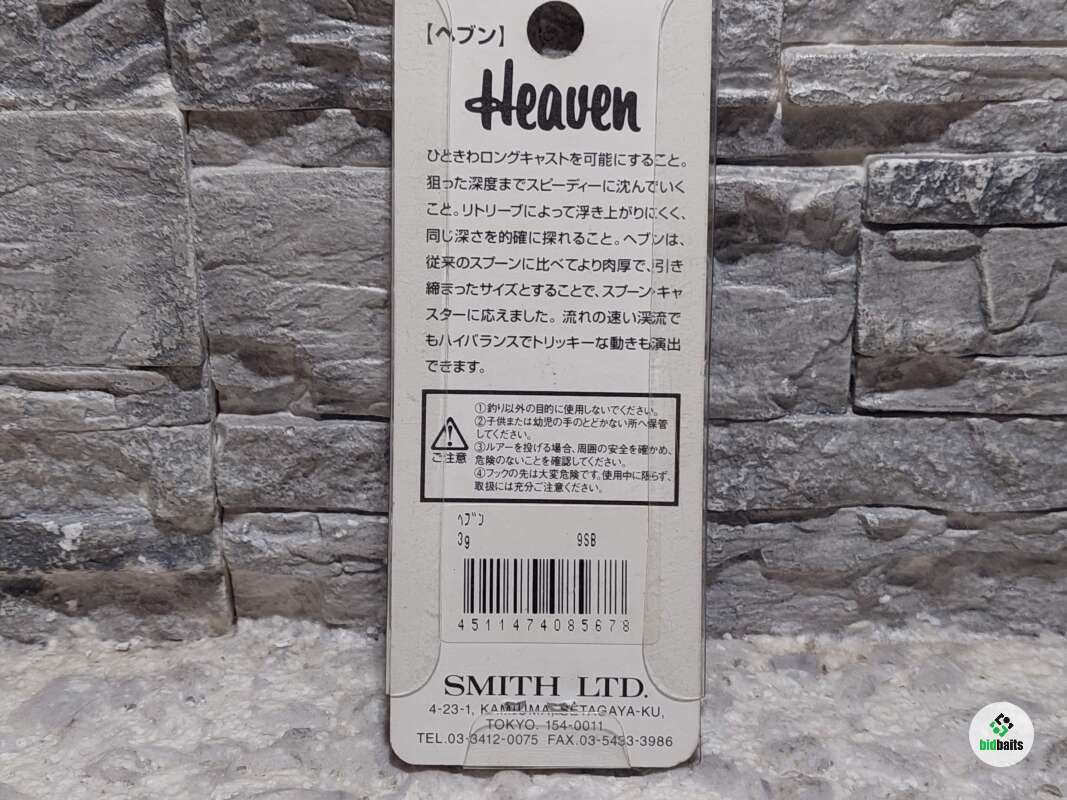 【ヘブン】
Heaven
ひときわロングキャストを可能にすること。
狙った深度までスピーディーに沈んでいく
こと。リトリーブによって浮き上がりにくく、
同じ深さを的確に探れること。ヘブンは、
従来のスプーンに比べてより肉厚で、引き
締まったサイズとすることで、スプーン・キャ
スターに応えました。流れの速い渓流で
もハイバランスでトリッキーな動きも演出
できます。
①釣り以外の目的に使用しないでください。
②子供または幼児の手のとどかない所へ保管
してください。
③ルアーを投げる場合、周囲の安全を確かめ、
危険のないことを確認してください。
④フックの先は大変危険です。使用中に限らず、
取扱には充分ご注意ください。
ご注意
ヘブン
3g 9SB
4511474085678
SMITH LTD.
4-23-1, KAMIUMA, SETAGAYA-KU,
TOKYO. 154-0011
TEL.03-3412-0075 FAX.03-5433-3986
bidbaits